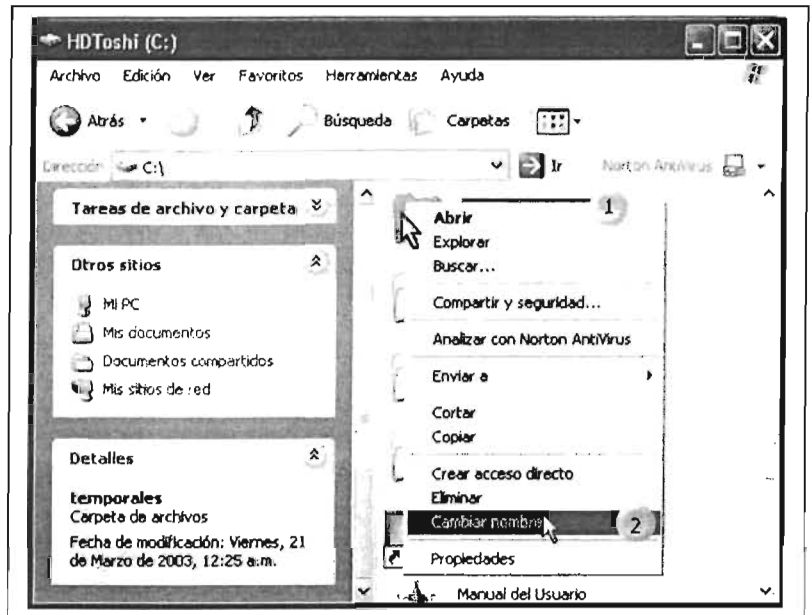 HDToshi (C:)
Archivo Edición Ver Favoritos Herramientas Ayuda
Atrás Búsqueda Carpetas
Dirección C:\ Ir Norton AntiVirus
Tareas de archivo y carpeta
Otros sitios
Mi PC
Mis documentos
Documentos compartidos
Mis sitios de red
Detalles
temporales
Carpeta de archivos
Fecha de modificación: Viernes, 21
de Marzo de 2003, 12:25 a.m.
1
Abrir
Explorar
Buscar...
Compartir y seguridad...
Analizar con Norton AntiVirus
Enviar a
Cortar
Copiar
Crear acceso directo
Eliminar
Cambiar nombre 2
Propiedades
Manual del Usuario